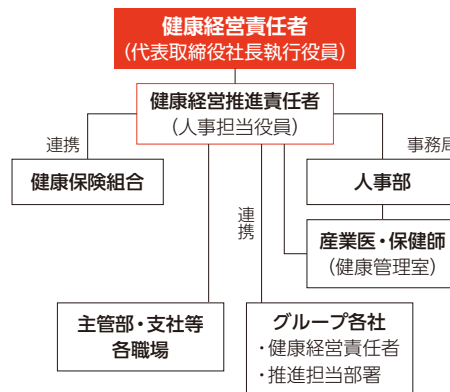 健康経営責任者
(代表取締役社長執行役員)
健康経営推進責任者
(人事担当役員)
連携
事務局
健康保険組合
人事部
連携
産業医・保健師
(健康管理室)
主管部・支社等
各職場
グループ各社
・健康経営責任者
・推進担当部署